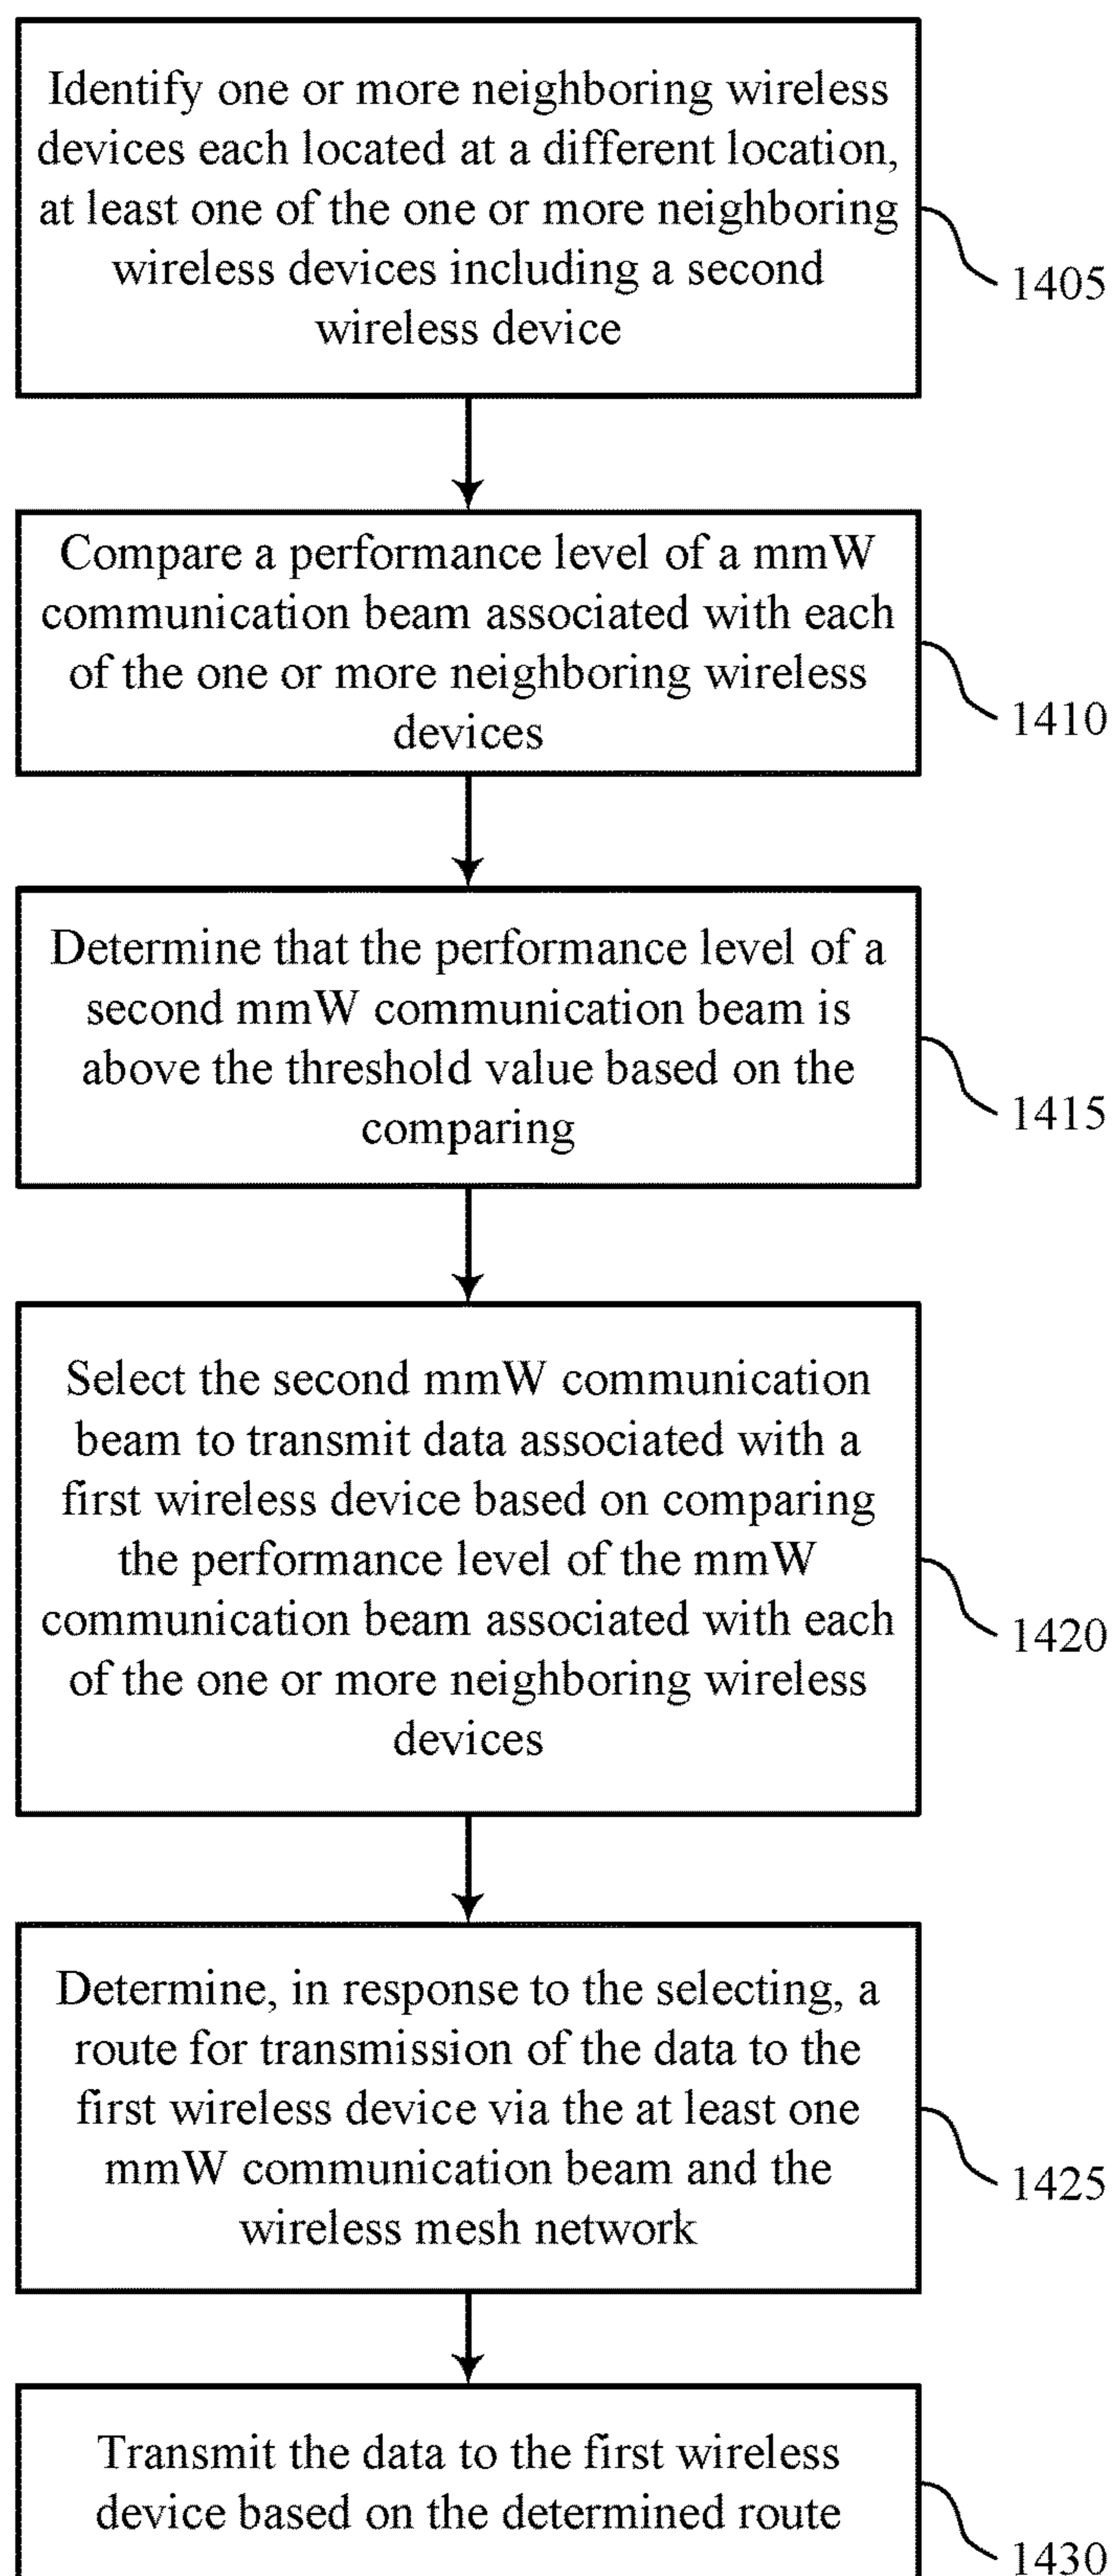 Identify one or more neighboring wireless
devices each located at a different location,
at least one of the one or more neighboring
wireless devices including a second
wireless device
1405
Compare a performance level of a mmW
communication beam associated with each
of the one or more neighboring wireless
devices
1410
Determine that the performance level of a
second mmW communication beam is
above the threshold value based on the
comparing
1415
Select the second mmW communication
beam to transmit data associated with a
first wireless device based on comparing
the performance level of the mmW
communication beam associated with each
of the one or more neighboring wireless
devices
1420
Determine, in response to the selecting, a
route for transmission of the data to the
first wireless device via the at least one
mmW communication beam and the
wireless mesh network
1425
Transmit the data to the first wireless
device based on the determined route
1430